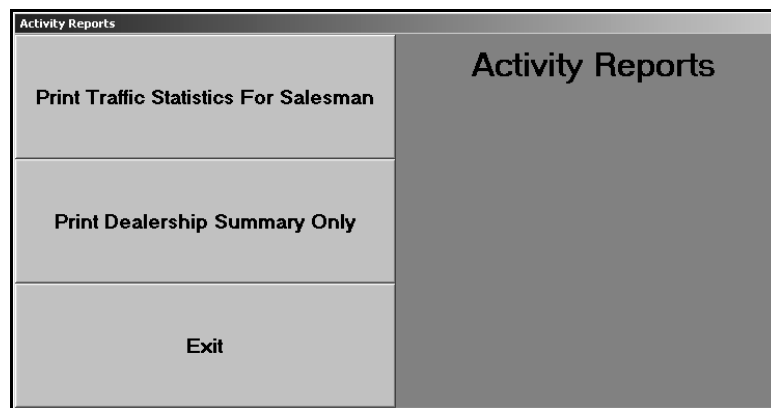 Activity Reports
Print Traffic Statistics For Salesman
Activity Reports
Print Dealership Summary Only
Exit